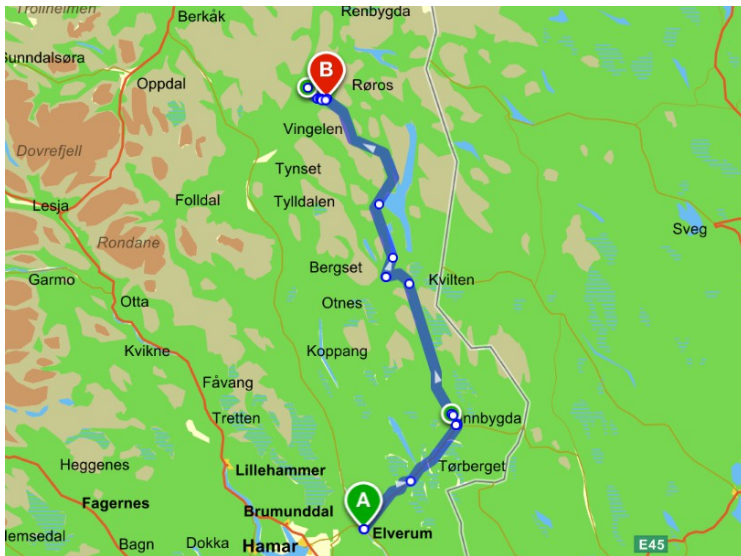 Trollheimen
Berkåk
Renbygda
Sunndalsøra
Oppdal
B
Røros
Vingelen
Dovrefjell
Tynset
Lesja
Folldal
Tylldalen
Sveg
Rondane
Garmo
Bergset
Kvilten
Otta
Otnes
Kvikne
Koppang
Fåvang
Tretten
nnbygda
Heggenes
Lillehammer
Tørberget
A
Fagernes
Brumunddal
Elverum
lemsedal
Bagn
Dokka
Hamar
E45